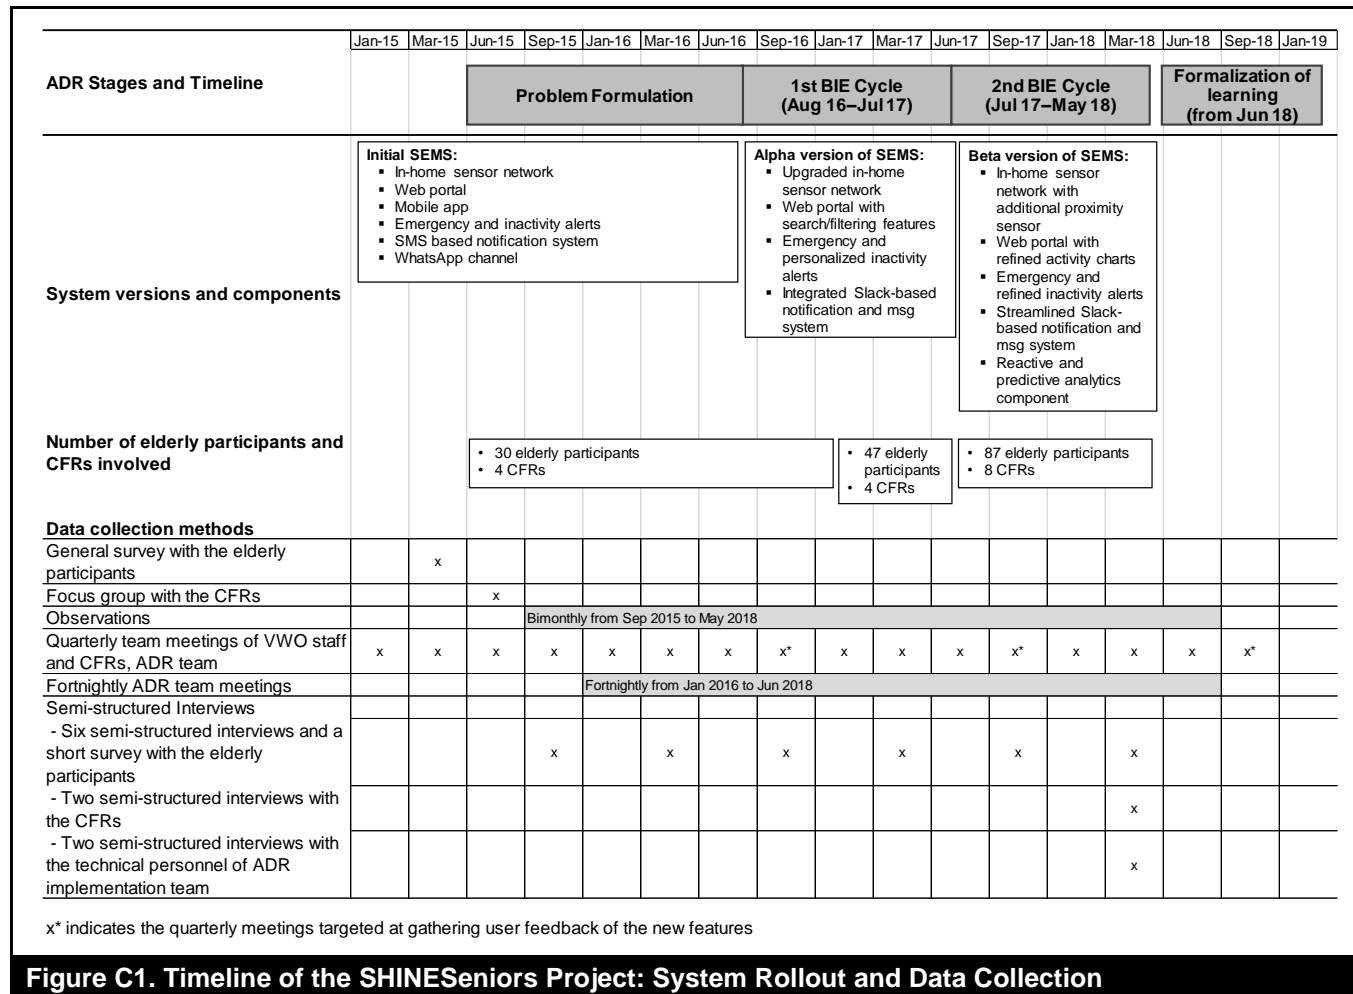 Jan-15 Mar-15 Jun-15 Sep-15 Jan-16 Mar-16 Jun-16 Sep-16 Jan-17 Mar-17 Jun-17 Sep-17 Jan-18 Mar-18 Jun-18 Sep-18 Jan-19
ADR Stages and Timeline
Problem Formulation
1st BIE Cycle
(Aug 16–Jul 17)
2nd BIE Cycle
(Jul 17–May 18)
Formalization of
learning
(from Jun 18)
System versions and components
Initial SEMS:
▪ In-home sensor network
▪ Web portal
▪ Mobile app
▪ Emergency and inactivity alerts
▪ SMS based notification system
▪ WhatsApp channel
Alpha version of SEMS:
▪ Upgraded in-home
sensor network
▪ Web portal with
search/filtering features
▪ Emergency and
personalized inactivity
alerts
▪ Integrated Slack-based
notification and msg
system
Beta version of SEMS:
▪ In-home sensor
network with
additional proximity
sensor
▪ Web portal with
refined activity charts
▪ Emergency and
refined inactivity alerts
▪ Streamlined Slack-
based notification and
msg system
▪ Reactive and
predictive analytics
component
Number of elderly participants and
CFRs involved
• 30 elderly participants
• 4 CFRs
• 47 elderly
participants
• 4 CFRs
• 87 elderly participants
• 8 CFRs
Data collection methods
General survey with the elderly
participants
x
Focus group with the CFRs
x
Observations
Bimonthly from Sep 2015 to May 2018
Quarterly team meetings of VWO staff
and CFRs, ADR team
x x x x x x x x* x x x x* x x x x*
Fortnightly ADR team meetings
Fortnightly from Jan 2016 to Jun 2018
Semi-structured Interviews
- Six semi-structured interviews and a
short survey with the elderly
participants
x x x x x x
- Two semi-structured interviews with
the CFRs
x
- Two semi-structured interviews with
the technical personnel of ADR
implementation team
x
x* indicates the quarterly meetings targeted at gathering user feedback of the new features
Figure C1. Timeline of the SHINESeniors Project: System Rollout and Data Collection